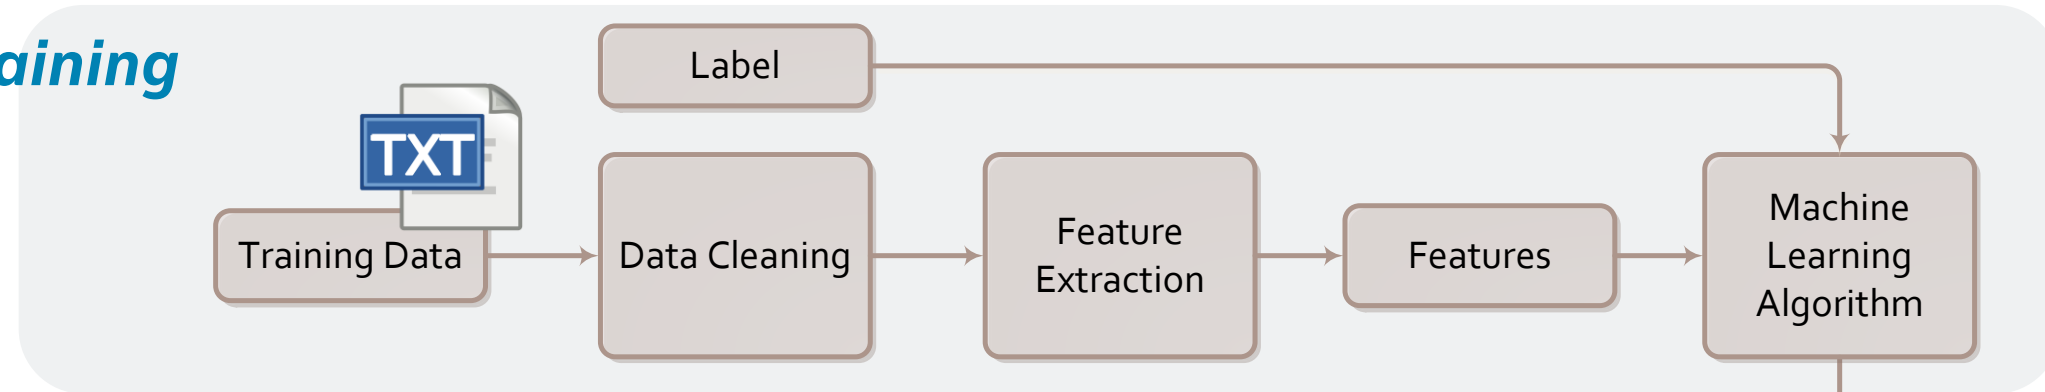 aining
Label
TXT
Training Data
Data Cleaning
Feature
Extraction
Features
Machine
Learning
Algorithm